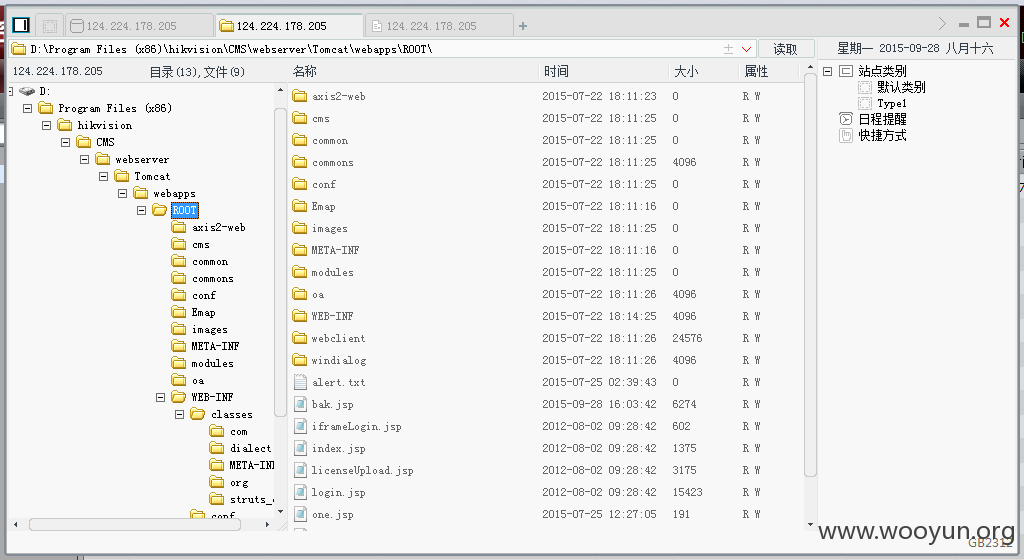 124.224.178.205 124.224.178.205 124.224.178.205 +
D:\Program Files (x86)\hikvision\CMS\webserver\Tomcat\webapps\ROOT\ 读取 星期一 2015-09-28 八月十六
124.224.178.205 目录(13),文件(9)
D:
Program Files (x86)
hikvision
CMS
webserver
Tomcat
webapps
ROOT
axis2-web
cms
common
commons
conf
Emap
images
META-INF
modules
oa
WEB-INF
classes
com
dialect
META-IN
org
struts_
conf
名称 时间 大小 属性
axis2-web 2015-07-22 18:11:23 0 R W
cms 2015-07-22 18:11:25 0 R W
common 2015-07-22 18:11:25 0 R W
commons 2015-07-22 18:11:25 4096 R W
conf 2015-07-22 18:11:25 0 R W
Emap 2015-07-22 18:11:16 0 R W
images 2015-07-22 18:11:25 0 R W
META-INF 2015-07-22 18:11:16 0 R W
modules 2015-07-22 18:11:25 0 R W
oa 2015-07-22 18:11:26 4096 R W
WEB-INF 2015-07-22 18:14:25 4096 R W
webclient 2015-07-22 18:11:26 24576 R W
windialog 2015-07-22 18:11:26 4096 R W
alert.txt 2015-07-25 02:39:43 0 R W
bak.jsp 2015-09-28 16:03:42 6274 R W
iframeLogin.jsp 2012-08-02 09:28:42 602 R W
index.jsp 2012-08-02 09:28:42 1375 R W
licenseUpload.jsp 2012-08-02 09:28:42 3175 R W
login.jsp 2012-08-02 09:28:42 15423 R W
one.jsp 2015-07-25 12:27:05 191 R W
站点类别
默认类别
Type1
日程提醒
快捷方式
www.wooyun.org
GB2312